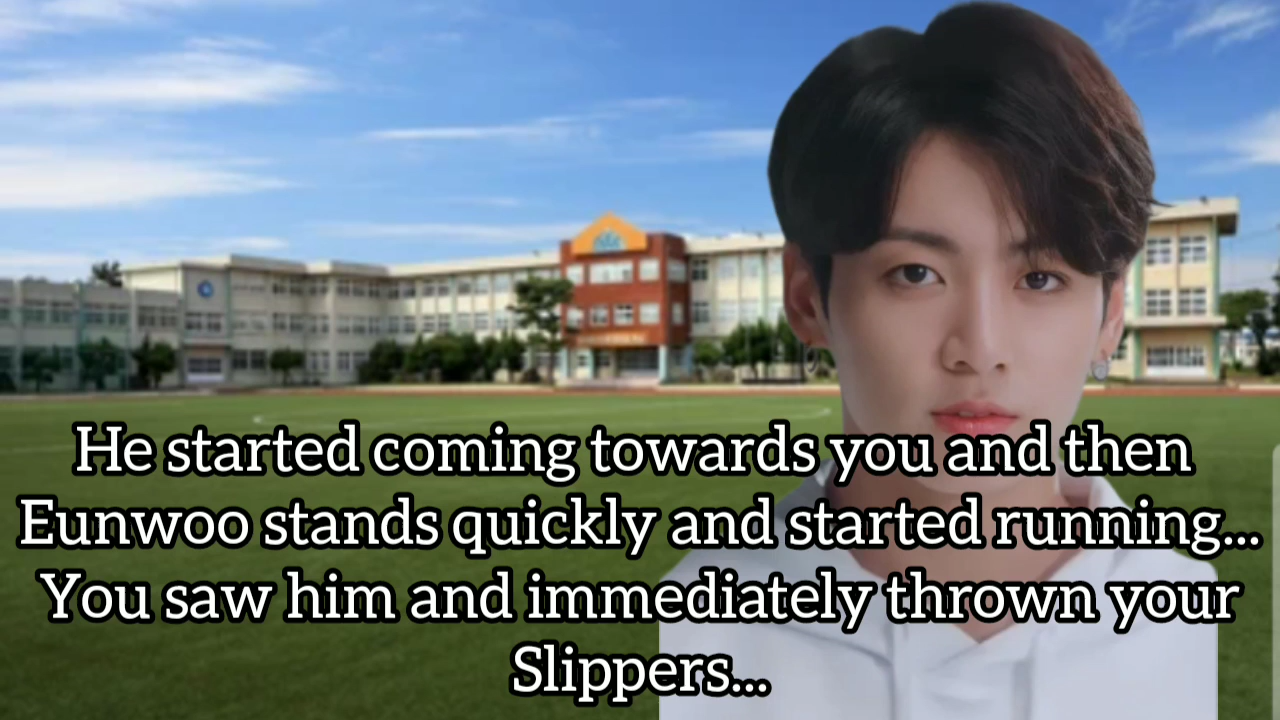 He started coming towards you and then
Eunwoo stands quickly and started running...
You saw him and immediately thrown your
Slippers...